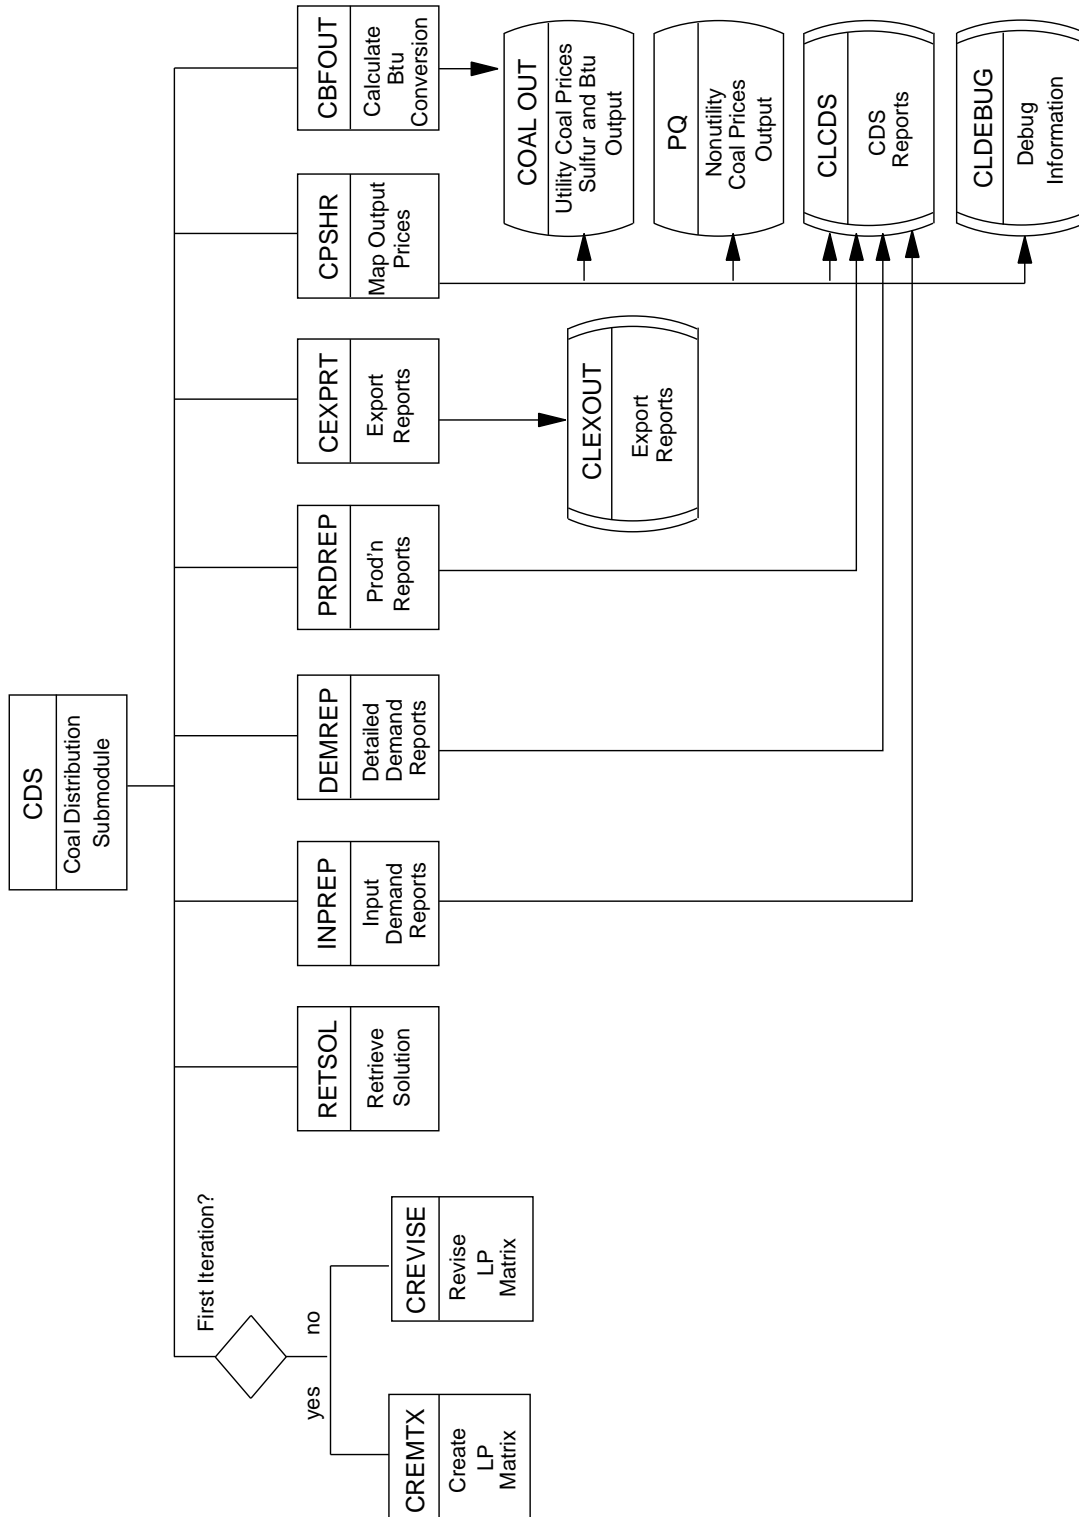 CDS
Coal Distribution
Submodule
First Iteration?
yes
no
CREMTX
Create
LP
Matrix
CREVISE
Revise
LP
Matrix
RETSOL
Retrieve
Solution
INPREP
Input
Demand
Reports
DEMREP
Detailed
Demand
Reports
PRDREP
Prod'n
Reports
CEXPRT
Export
Reports
CPSHR
Map Output
Prices
CBFOUT
Calculate
Btu
Conversion
CLEXOUT
Export
Reports
COAL OUT
Utility Coal Prices
Sulfur and Btu
Output
PQ
Nonutility
Coal Prices
Output
CLCDS
CDS
Reports
CLDEBUG
Debug
Information